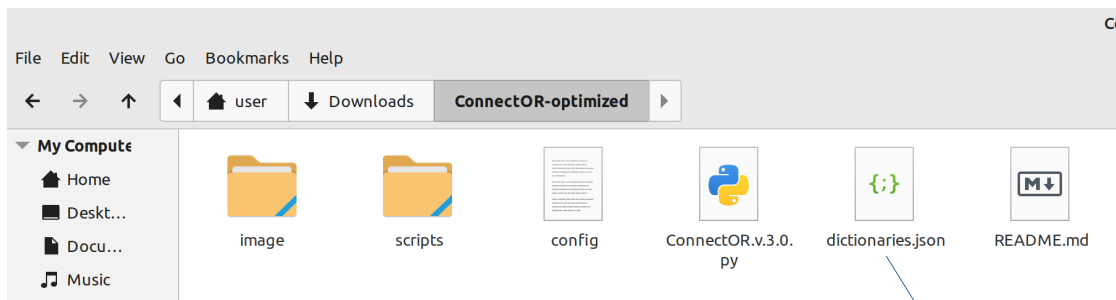 File Edit View Go Bookmarks Help
user Downloads ConnectOR-optimized
My Compute
Home
Deskt...
Docu...
Music
image scripts config ConnectOR.v.3.0. dictionaries.json README.md
py